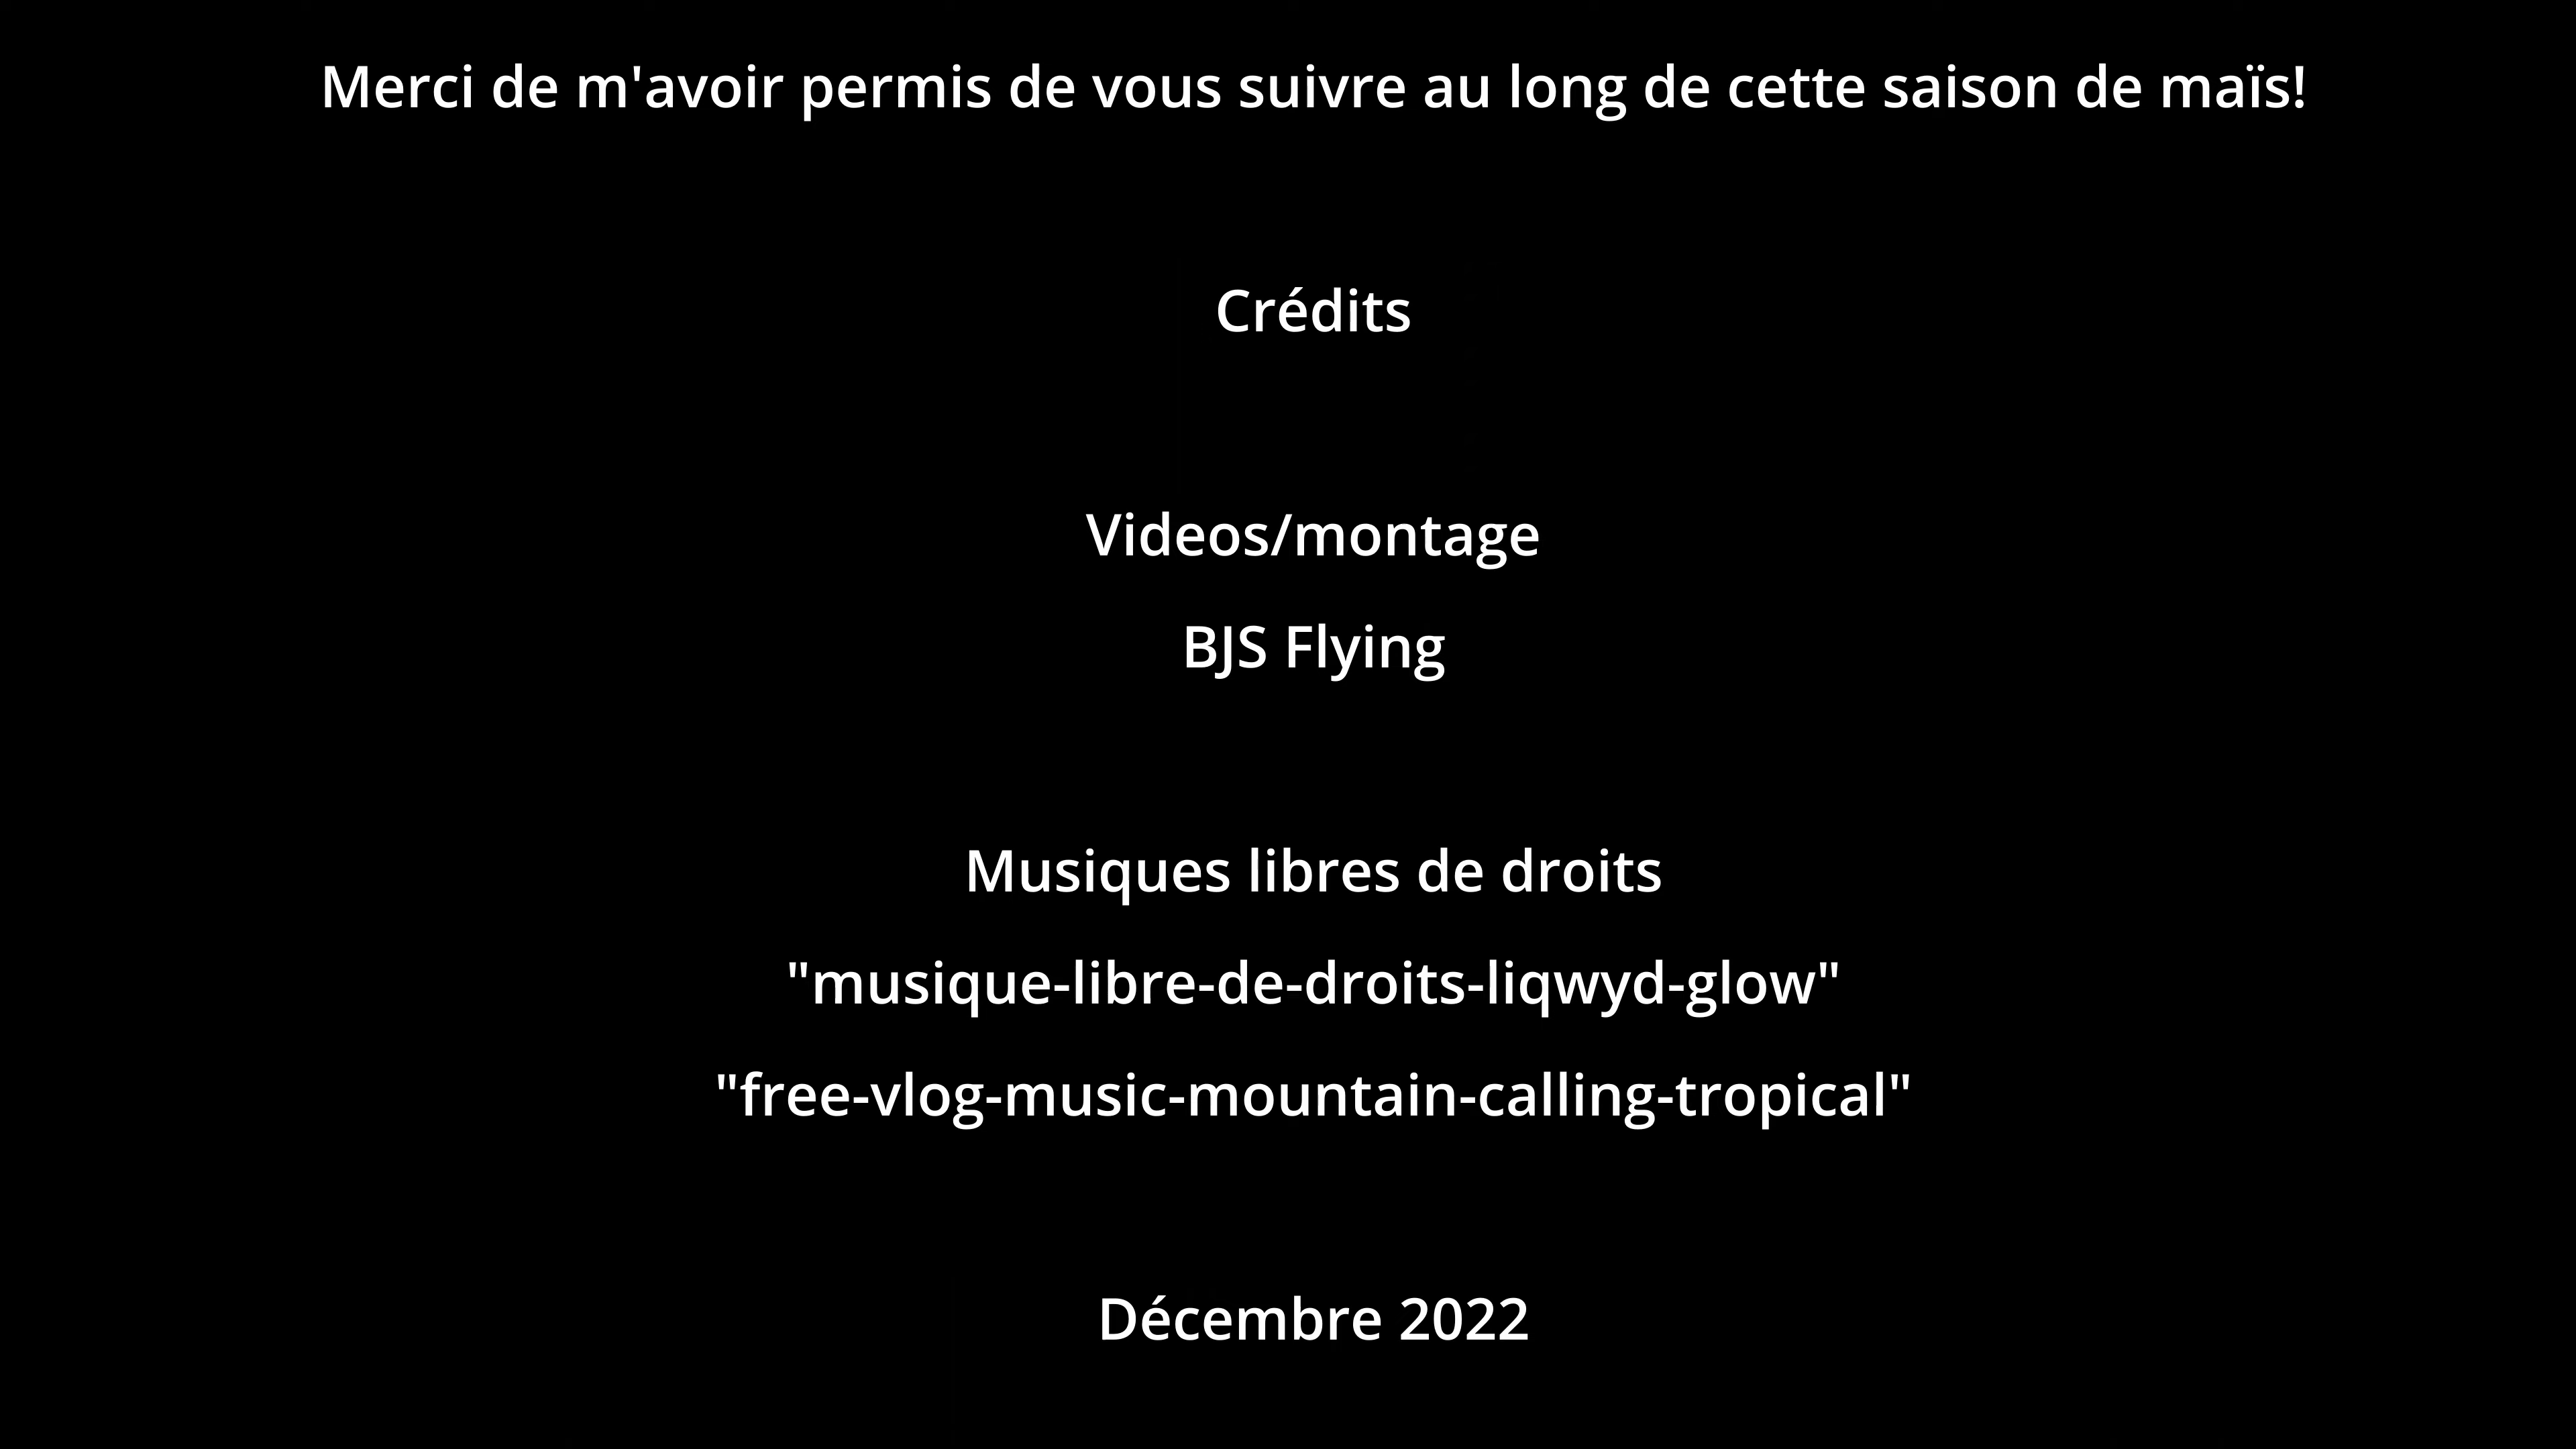 Merci de m'avoir permis de vous suivre au long de cette saison de maïs!
Crédits
Videos/montage
BJS Flying
Musiques libres de droits
"musique-libre-de-droits-liqwyd-glow"
"free-vlog-music-mountain-calling-tropical"
Décembre 2022